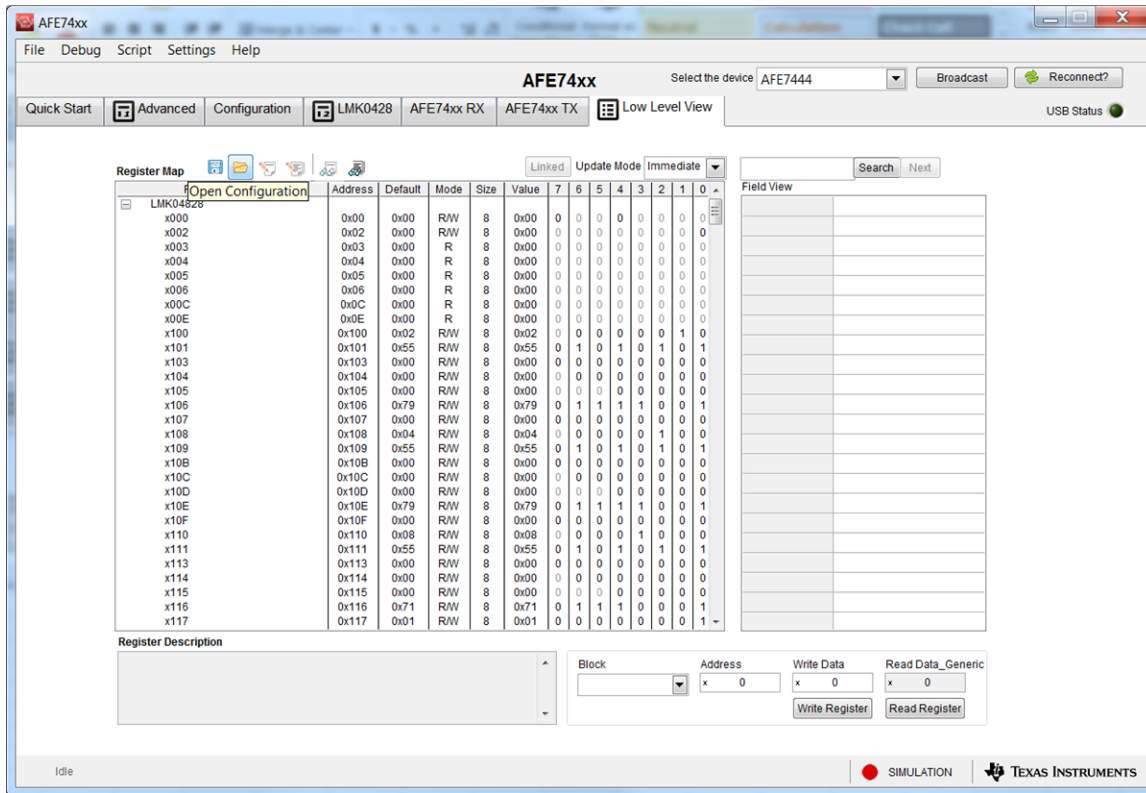 AFE74xx
File Debug Script Settings Help
AFE74xx
Select the device AFE7444 Broadcast Reconnect?
Quick Start Advanced Configuration LMK0428 AFE74xx RX AFE74xx TX Low Level View USB Status
Register Map Linked Update Mode Immediate Search Next
Open Configuration Address Default Mode Size Value 7 6 5 4 3 2 1 0 Field View
LMK04828
x000 0x00 0x00 R/W 8 0x00 0 0 0 0 0 0 0 0
x002 0x02 0x00 R/W 8 0x00 0 0 0 0 0 0 0 0
x003 0x03 0x00 R 8 0x00 0 0 0 0 0 0 0 0
x004 0x04 0x00 R 8 0x00 0 0 0 0 0 0 0 0
x005 0x05 0x00 R 8 0x00 0 0 0 0 0 0 0 0
x006 0x06 0x00 R 8 0x00 0 0 0 0 0 0 0 0
x00C 0x0C 0x00 R 8 0x00 0 0 0 0 0 0 0 0
x00E 0x0E 0x00 R 8 0x00 0 0 0 0 0 0 0 0
x100 0x100 0x02 R/W 8 0x02 0 0 0 0 0 0 1 0
x101 0x101 0x55 R/W 8 0x55 0 1 0 1 0 1 0 1
x103 0x103 0x00 R/W 8 0x00 0 0 0 0 0 0 0 0
x104 0x104 0x00 R/W 8 0x00 0 0 0 0 0 0 0 0
x105 0x105 0x00 R/W 8 0x00 0 0 0 0 0 0 0 0
x106 0x106 0x79 R/W 8 0x79 0 1 1 1 1 0 0 1
x107 0x107 0x00 R/W 8 0x00 0 0 0 0 0 0 0 0
x108 0x108 0x04 R/W 8 0x04 0 0 0 0 0 1 0 0
x109 0x109 0x55 R/W 8 0x55 0 1 0 1 0 1 0 1
x10B 0x10B 0x00 R/W 8 0x00 0 0 0 0 0 0 0 0
x10C 0x10C 0x00 R/W 8 0x00 0 0 0 0 0 0 0 0
x10D 0x10D 0x00 R/W 8 0x00 0 0 0 0 0 0 0 0
x10E 0x10E 0x79 R/W 8 0x79 0 1 1 1 1 0 0 1
x10F 0x10F 0x00 R/W 8 0x00 0 0 0 0 0 0 0 0
x110 0x110 0x08 R/W 8 0x08 0 0 0 0 1 0 0 0
x111 0x111 0x55 R/W 8 0x55 0 1 0 1 0 1 0 1
x113 0x113 0x00 R/W 8 0x00 0 0 0 0 0 0 0 0
x114 0x114 0x00 R/W 8 0x00 0 0 0 0 0 0 0 0
x115 0x115 0x00 R/W 8 0x00 0 0 0 0 0 0 0 0
x116 0x116 0x71 R/W 8 0x71 0 1 1 1 0 0 0 1
x117 0x117 0x01 R/W 8 0x01 0 0 0 0 0 0 0 1
Register Description
Block Address Write Data Read Data_Generic
x 0 x 0 x 0
Write Register Read Register
Idle SIMULATION TEXAS INSTRUMENTS